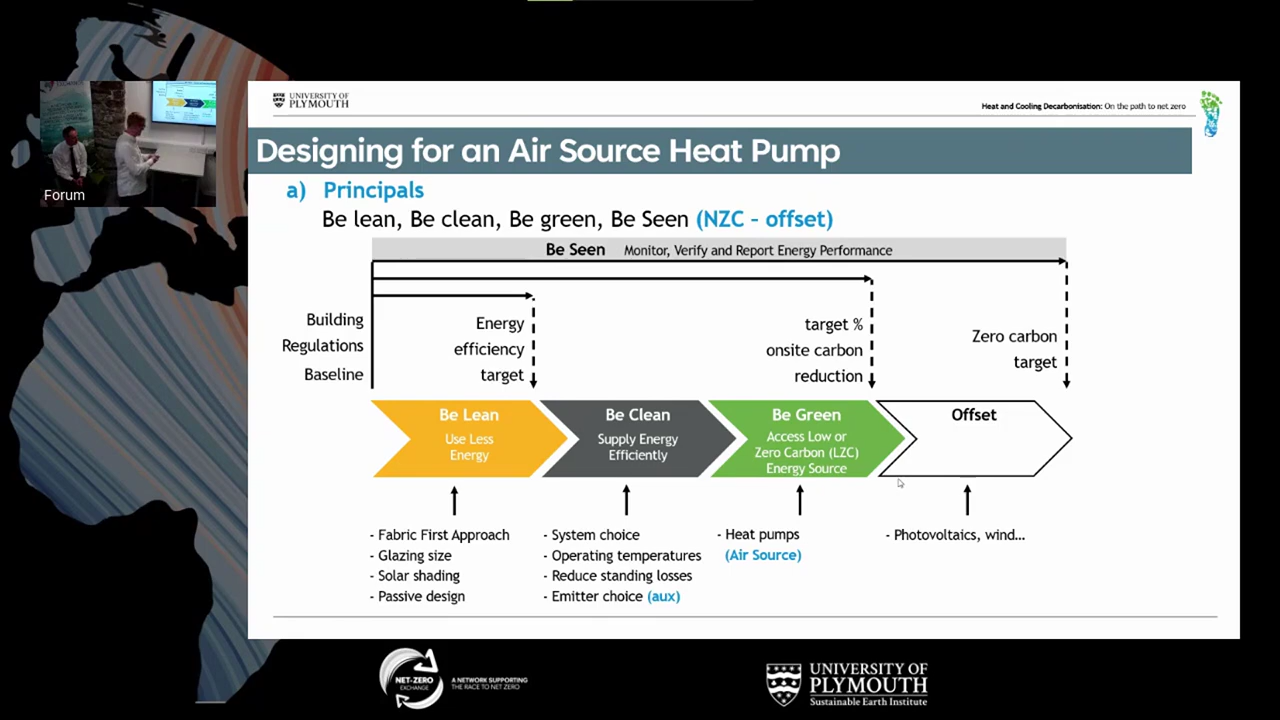 Forum
UNIVERSITY OF
PLYMOUTH
Heat and Cooling Decarbonisation: On the path to net zero
Designing for an Air Source Heat Pump
a) Principals
Be lean, Be clean, Be green, Be Seen (NZC – offset)
Be Seen Monitor, Verify and Report Energy Performance
Building
Regulations
Baseline
Energy
efficiency
target
target %
onsite carbon
reduction
Zero carbon
target
Be Lean
Use Less
Energy
Be Clean
Supply Energy
Efficiently
Be Green
Access Low or
Zero Carbon (LZC)
Energy Source
Offset
- Fabric First Approach
- Glazing size
- Solar shading
- Passive design
- System choice
- Operating temperatures
- Reduce standing losses
- Emitter choice (aux)
- Heat pumps
(Air Source)
- Photovoltaics, wind...
NET-ZERO
EXCHANGE
A NETWORK SUPPORTING
THE RACE TO NET ZERO
UNIVERSITY OF
PLYMOUTH
Sustainable Earth Institute